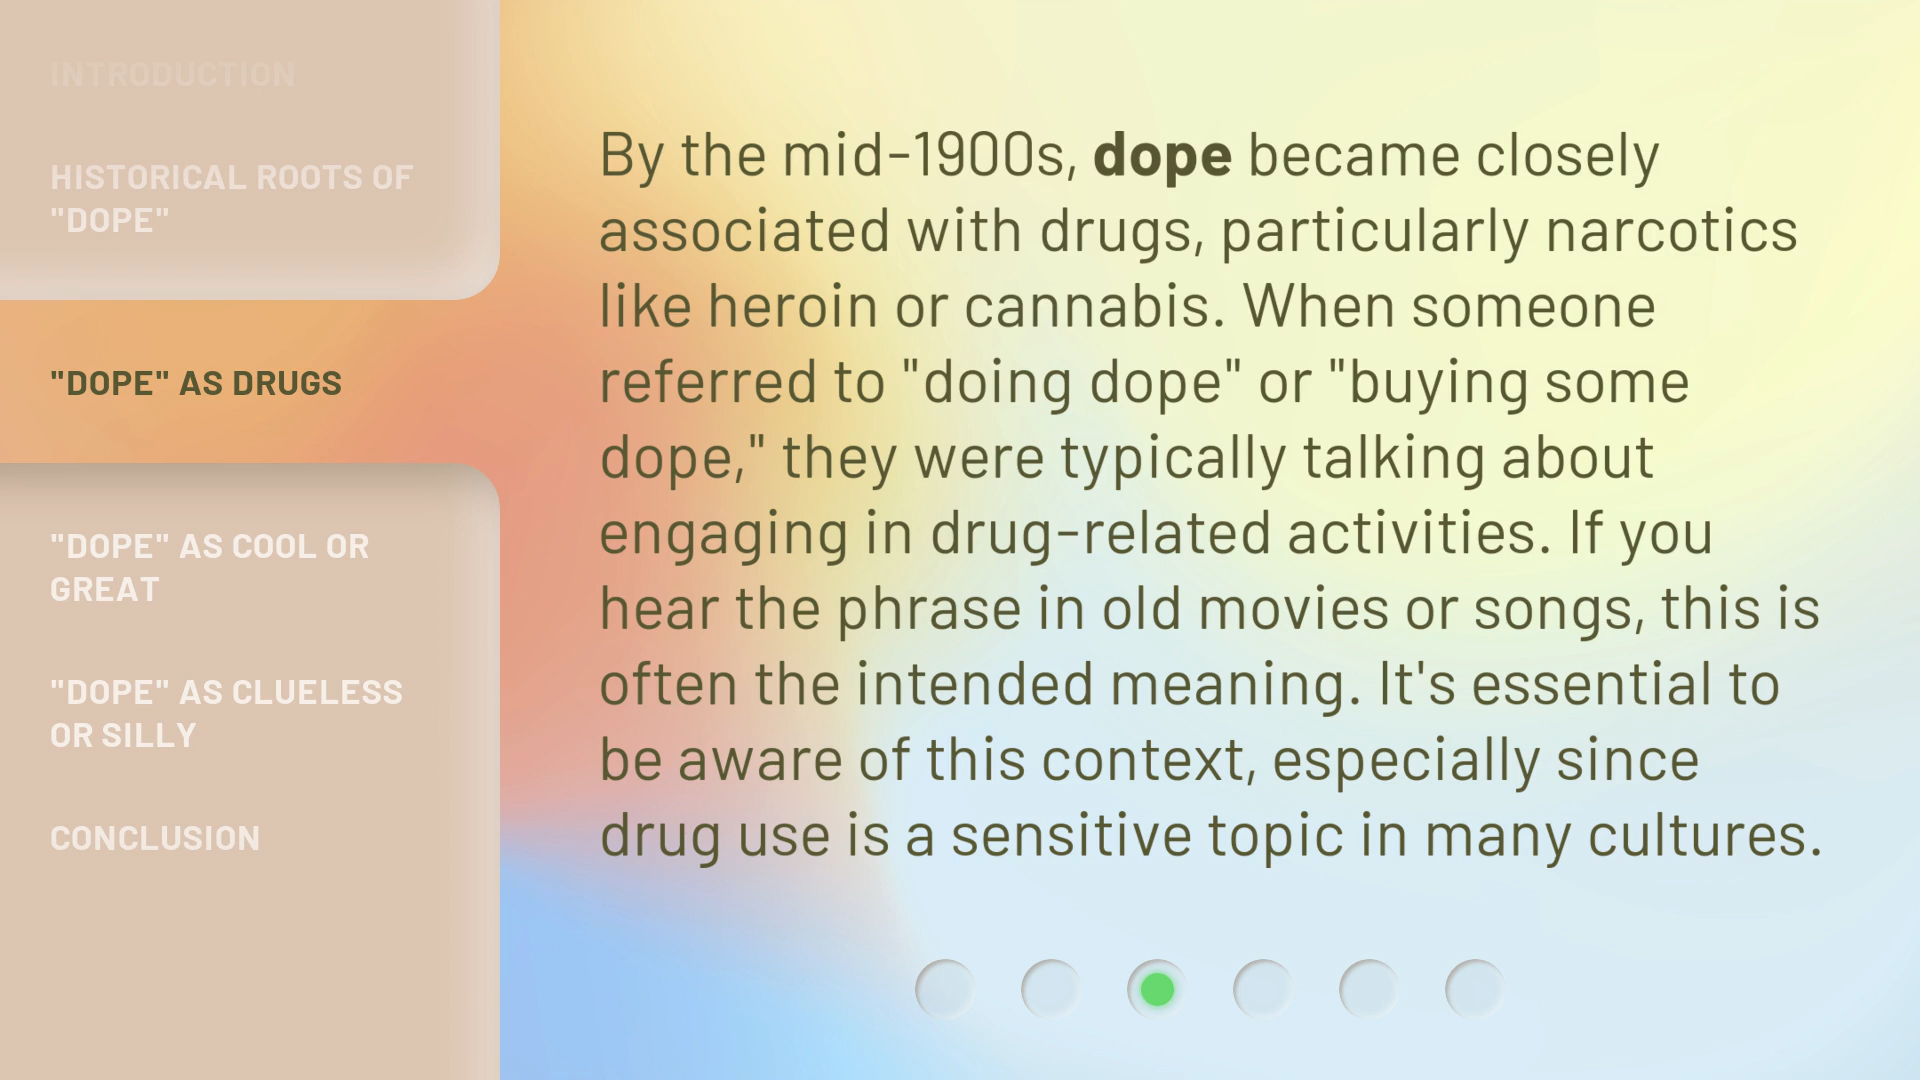 INTRODUCTION
HISTORICAL ROOTS OF
"DOPE"
"DOPE" AS DRUGS
"DOPE" AS COOL OR
GREAT
"DOPE" AS CLUELESS
OR SILLY
CONCLUSION
By the mid-1900s, dope became closely
associated with drugs, particularly narcotics
like heroin or cannabis. When someone
referred to "doing dope" or "buying some
dope," they were typically talking about
engaging in drug-related activities. If you
hear the phrase in old movies or songs, this is
often the intended meaning. It's essential to
be aware of this context, especially since
drug use is a sensitive topic in many cultures.